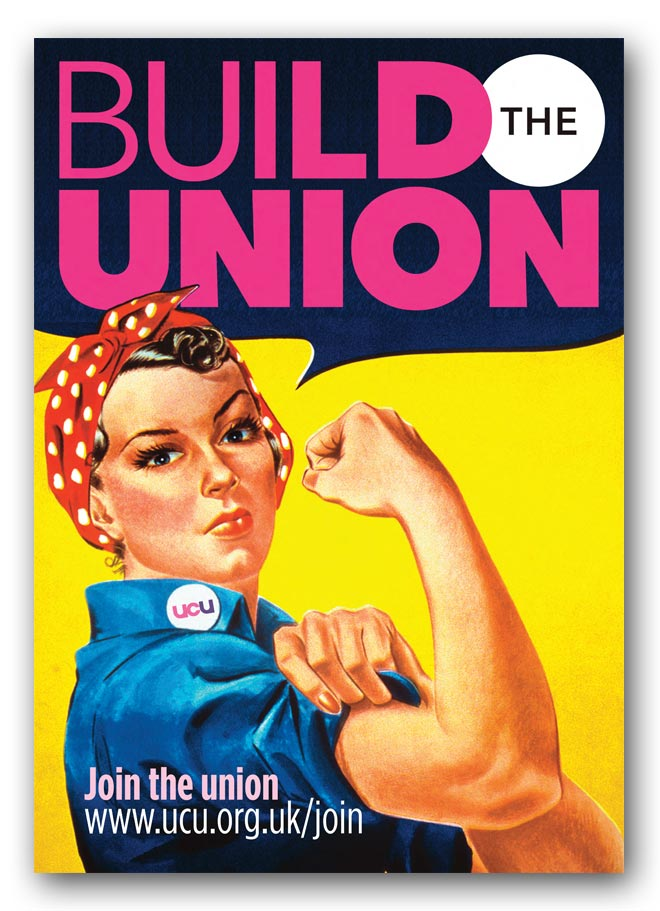 BUILD THE
UNION
ucu
Join the union
www.ucu.org.uk/join